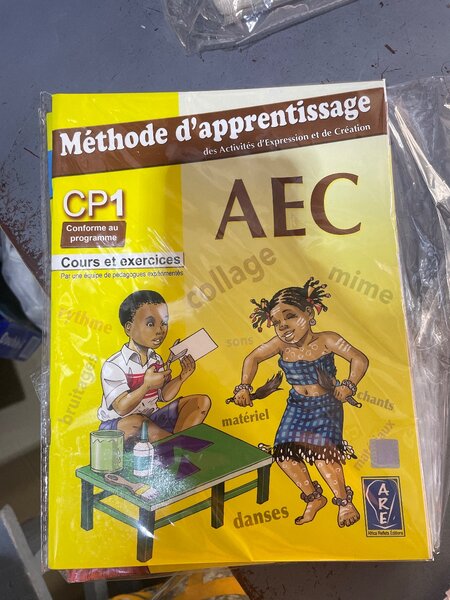 Méthode d'apprentissage
des Activités d'Expression et de Création
CP1
Conforme au
programme
AEC
Cours et exercices
Par une équipe de pédagogues expérimentés
collage
mime
rythme
sons
bruitages
matériel
chants
danses
ARE
Africa Reflets Editions